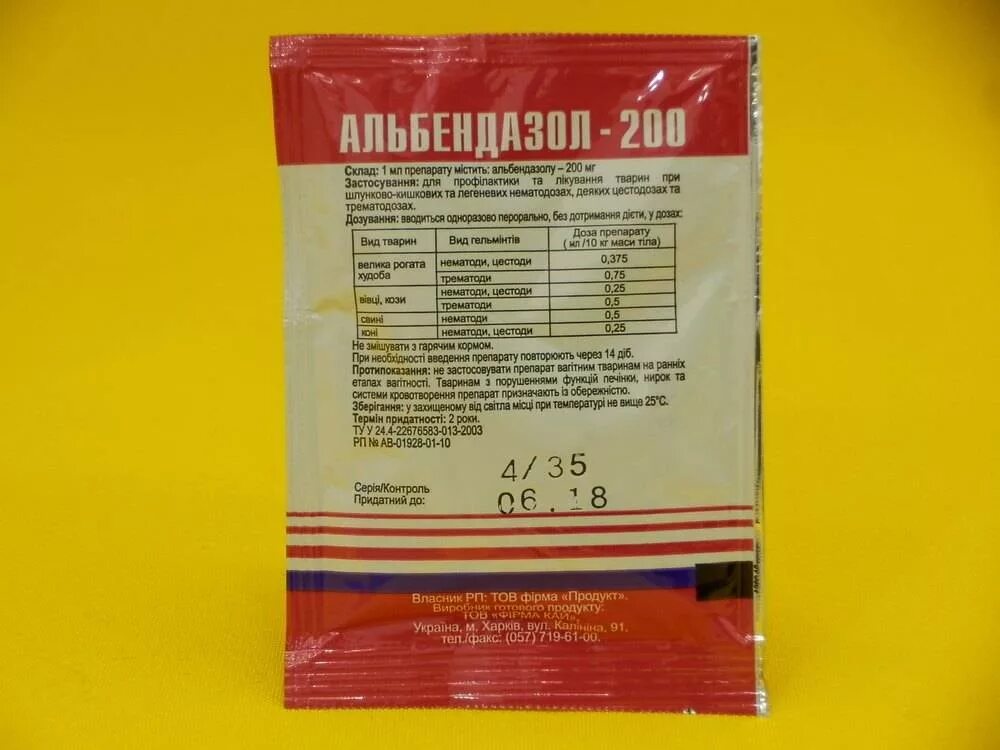 АЛЬБЕНДАЗОЛ - 200
Склад: 1 мл препарату містить: альбендазолу – 200 мг
Застосування: для профілактики та лікування тварин при
шлунково-кишкових та легеневих нематодозах, деяких цестодозах та
трематодозах.
Дозування: вводиться одноразово перорально, без дотримання дієти, у дозах:
Вид тварин Вид гельмінтів Доза препарату
( мл /10 кг маси тіла)
велика рогата худоба нематоди, цестоди 0,375
трематоди 0,75
вівці, кози нематоди, цестоди 0,25
трематоди 0,5
свині нематоди 0,5
коні нематоди, цестоди 0,25
Не змішувати з гарячим кормом.
При необхідності введення препарату повторюють через 14 діб.
Протипоказання: не застосовувати препарат вагітним тваринам на ранніх
етапах вагітності. Тваринам з порушеннями функцій печінки, нирок та
системи кровотворення препарат призначають із обережністю.
Зберігання: у захищеному від світла місці при температурі не вище 25°С.
Термін придатності: 2 роки.
ТУ У 24.4-22676583-013-2003
РП № АВ-01928-01-10
4/35
Серія/Контроль
Придатний до: 06.18
Власник РП: ТОВ фірма «Продукт».
Виробник готового продукту:
ТОВ «ФІРМА КАЙ»,
Україна, м. Харків, вул. Калініна, 91,
тел./факс: (057) 719-61-00.